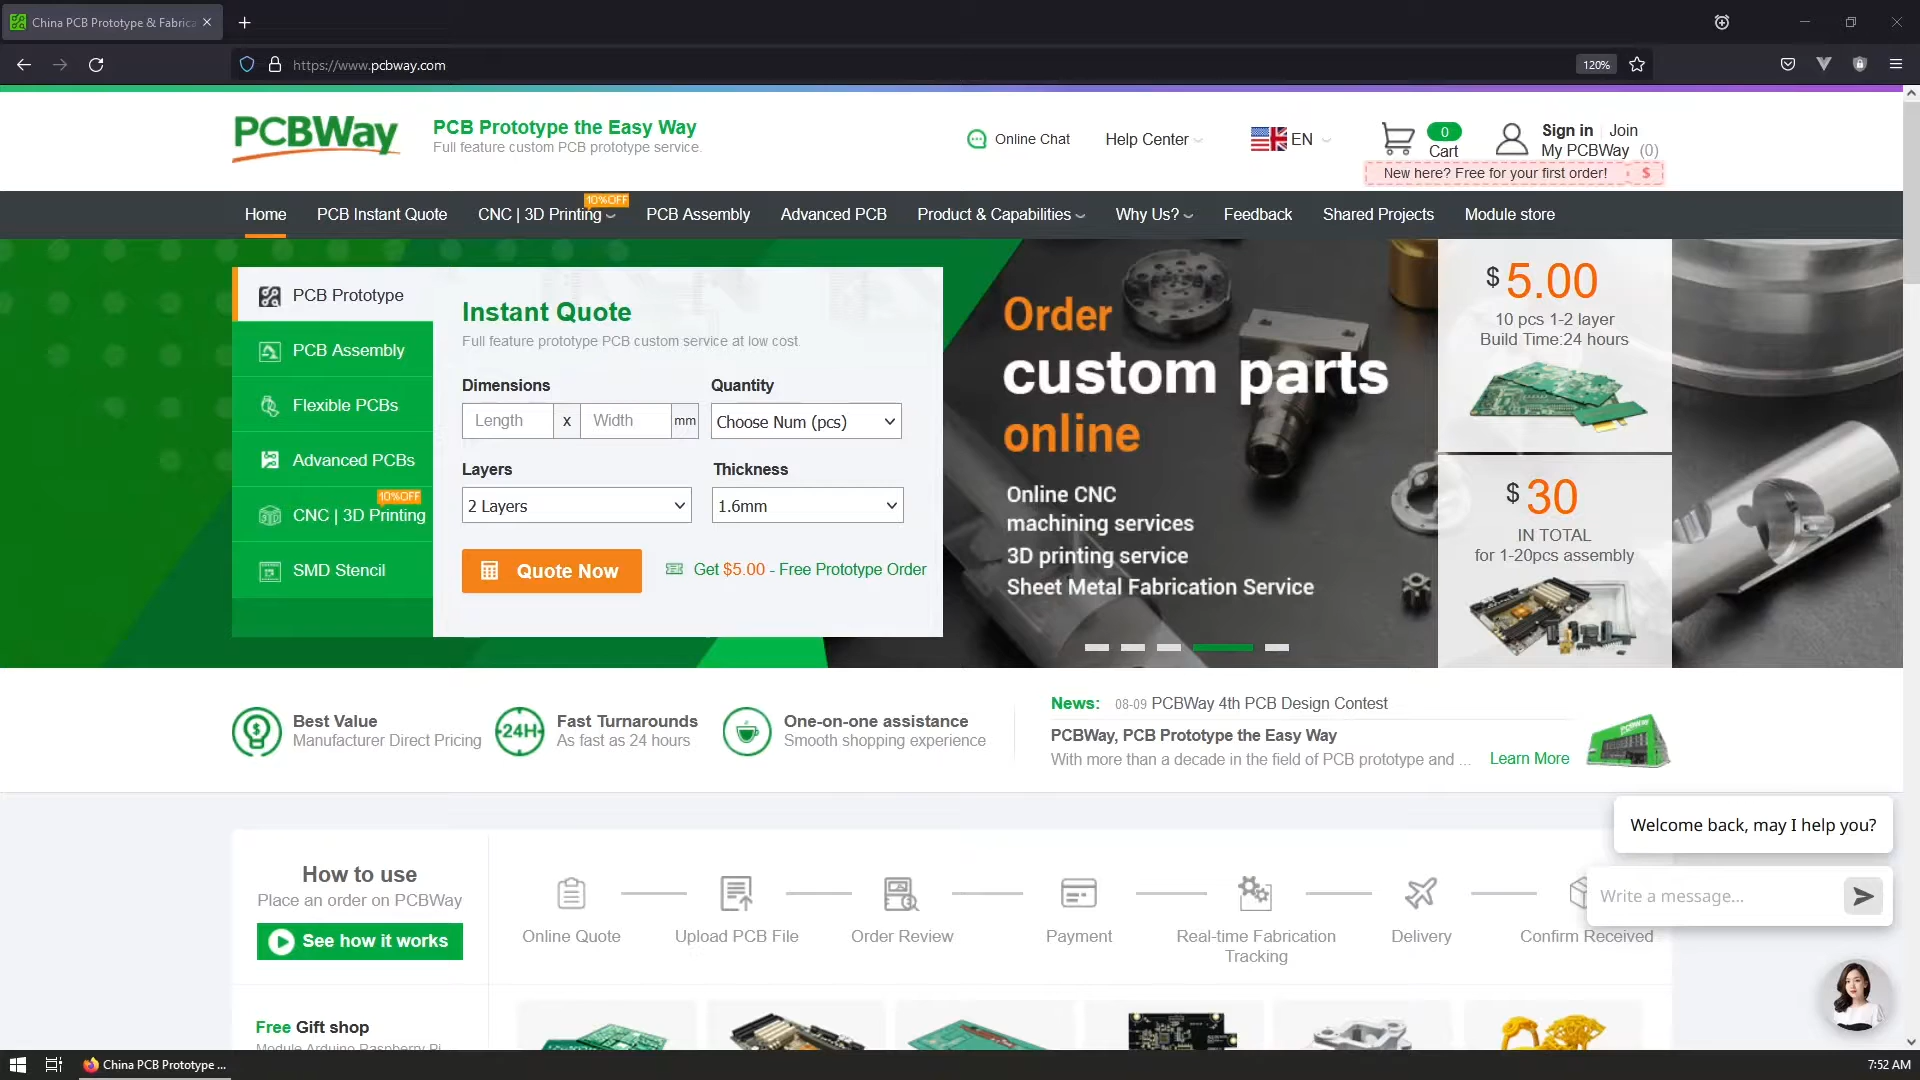 China PCB Prototype & Fabrica
https://www.pcbway.com
120%
PCBWay
PCB Prototype the Easy Way
Full feature custom PCB prototype service.
Online Chat
Help Center
EN
0
Cart
Sign in
Join
My PCBWay (0)
New here? Free for your first order! $
10%OFF
Home
PCB Instant Quote
CNC | 3D Printing
PCB Assembly
Advanced PCB
Product & Capabilities
Why Us?
Feedback
Shared Projects
Module store
PCB Prototype
PCB Assembly
Flexible PCBs
Advanced PCBs
10%OFF
CNC | 3D Printing
SMD Stencil
Instant Quote
Full feature prototype PCB custom service at low cost.
Dimensions
Quantity
Length x Width mm
Choose Num (pcs)
Layers
Thickness
2 Layers
1.6mm
Quote Now
Get $5.00 - Free Prototype Order
Order
custom parts
online
Online CNC
machining services
3D printing service
Sheet Metal Fabrication Service
$ 5.00
10 pcs 1-2 layer
Build Time:24 hours
$ 30
IN TOTAL
for 1-20pcs assembly
Best Value
Manufacturer Direct Pricing
24H
Fast Turnarounds
As fast as 24 hours
One-on-one assistance
Smooth shopping experience
News: 08-09 PCBWay 4th PCB Design Contest
PCBWay, PCB Prototype the Easy Way
With more than a decade in the field of PCB prototype and ...
Learn More
Welcome back, may I help you?
Write a message...
How to use
Place an order on PCBWay
See how it works
Online Quote
Upload PCB File
Order Review
Payment
Real-time Fabrication
Tracking
Delivery
Confirm Received
Free Gift shop
Module Arduino Raspberry Pi
China PCB Prototype ...
7:52 AM